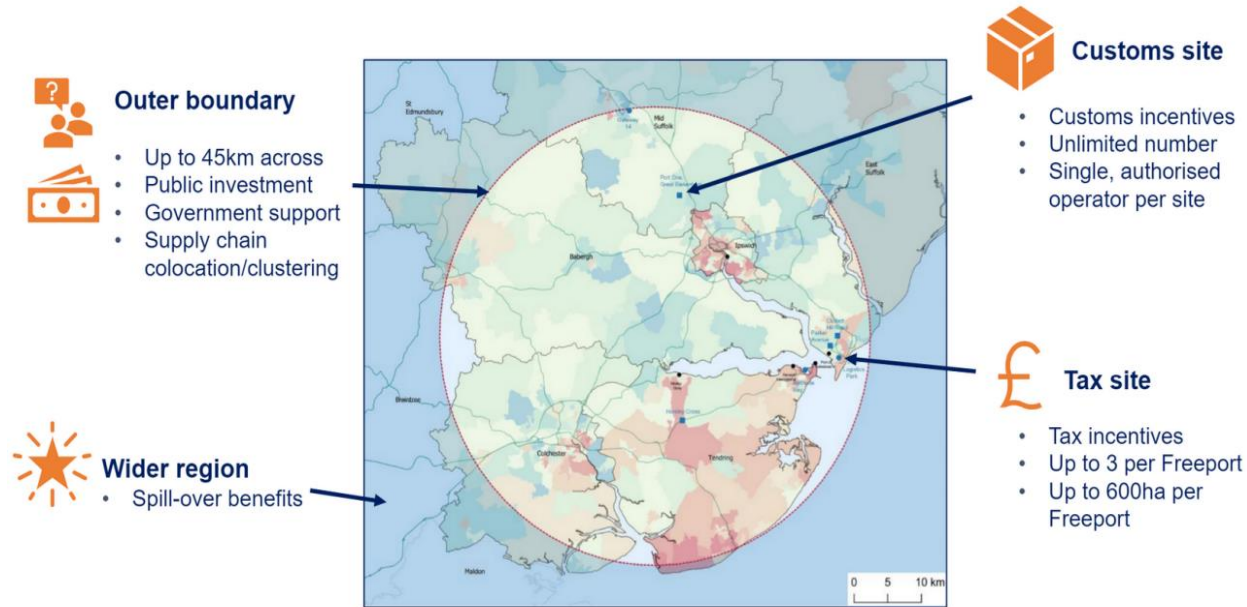 Outer boundary
• Up to 45km across
• Public investment
• Government support
• Supply chain
colocation/clustering
Wider region
• Spill-over benefits
St
Edmundsbury
Mid
Suffolk
East
Suffolk
Babergh
Ipswich
Braintree
Colchester
Tendring
Maldon
Logistics
Park
0 5 10 km
Customs site
• Customs incentives
• Unlimited number
• Single, authorised
operator per site
£
Tax site
• Tax incentives
• Up to 3 per Freeport
• Up to 600ha per
Freeport